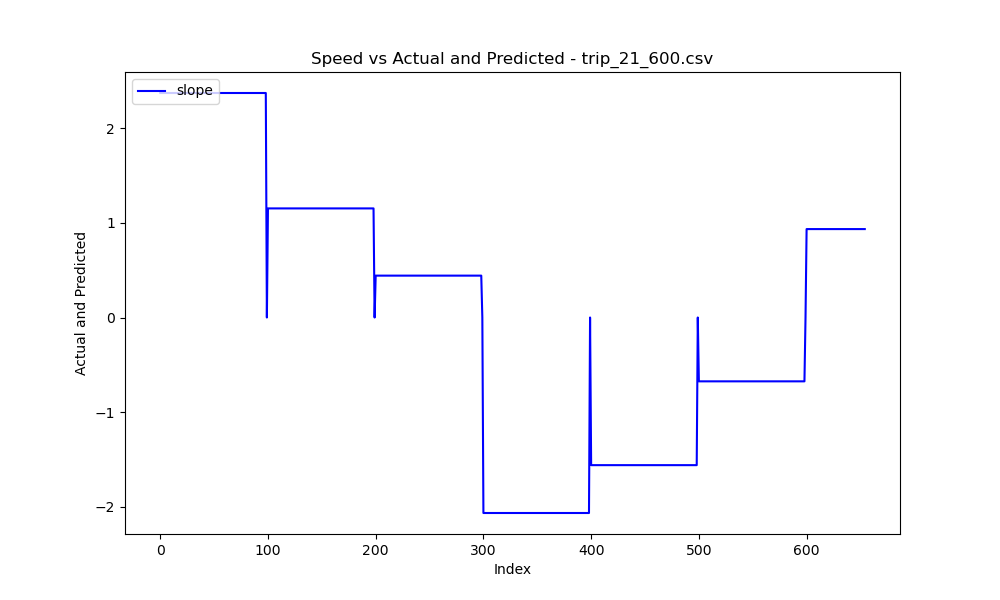 Speed vs Actual and Predicted - trip_21_600.csv
slope
Actual and Predicted
2
1
0
−1
−2
0 100 200 300 400 500 600
Index